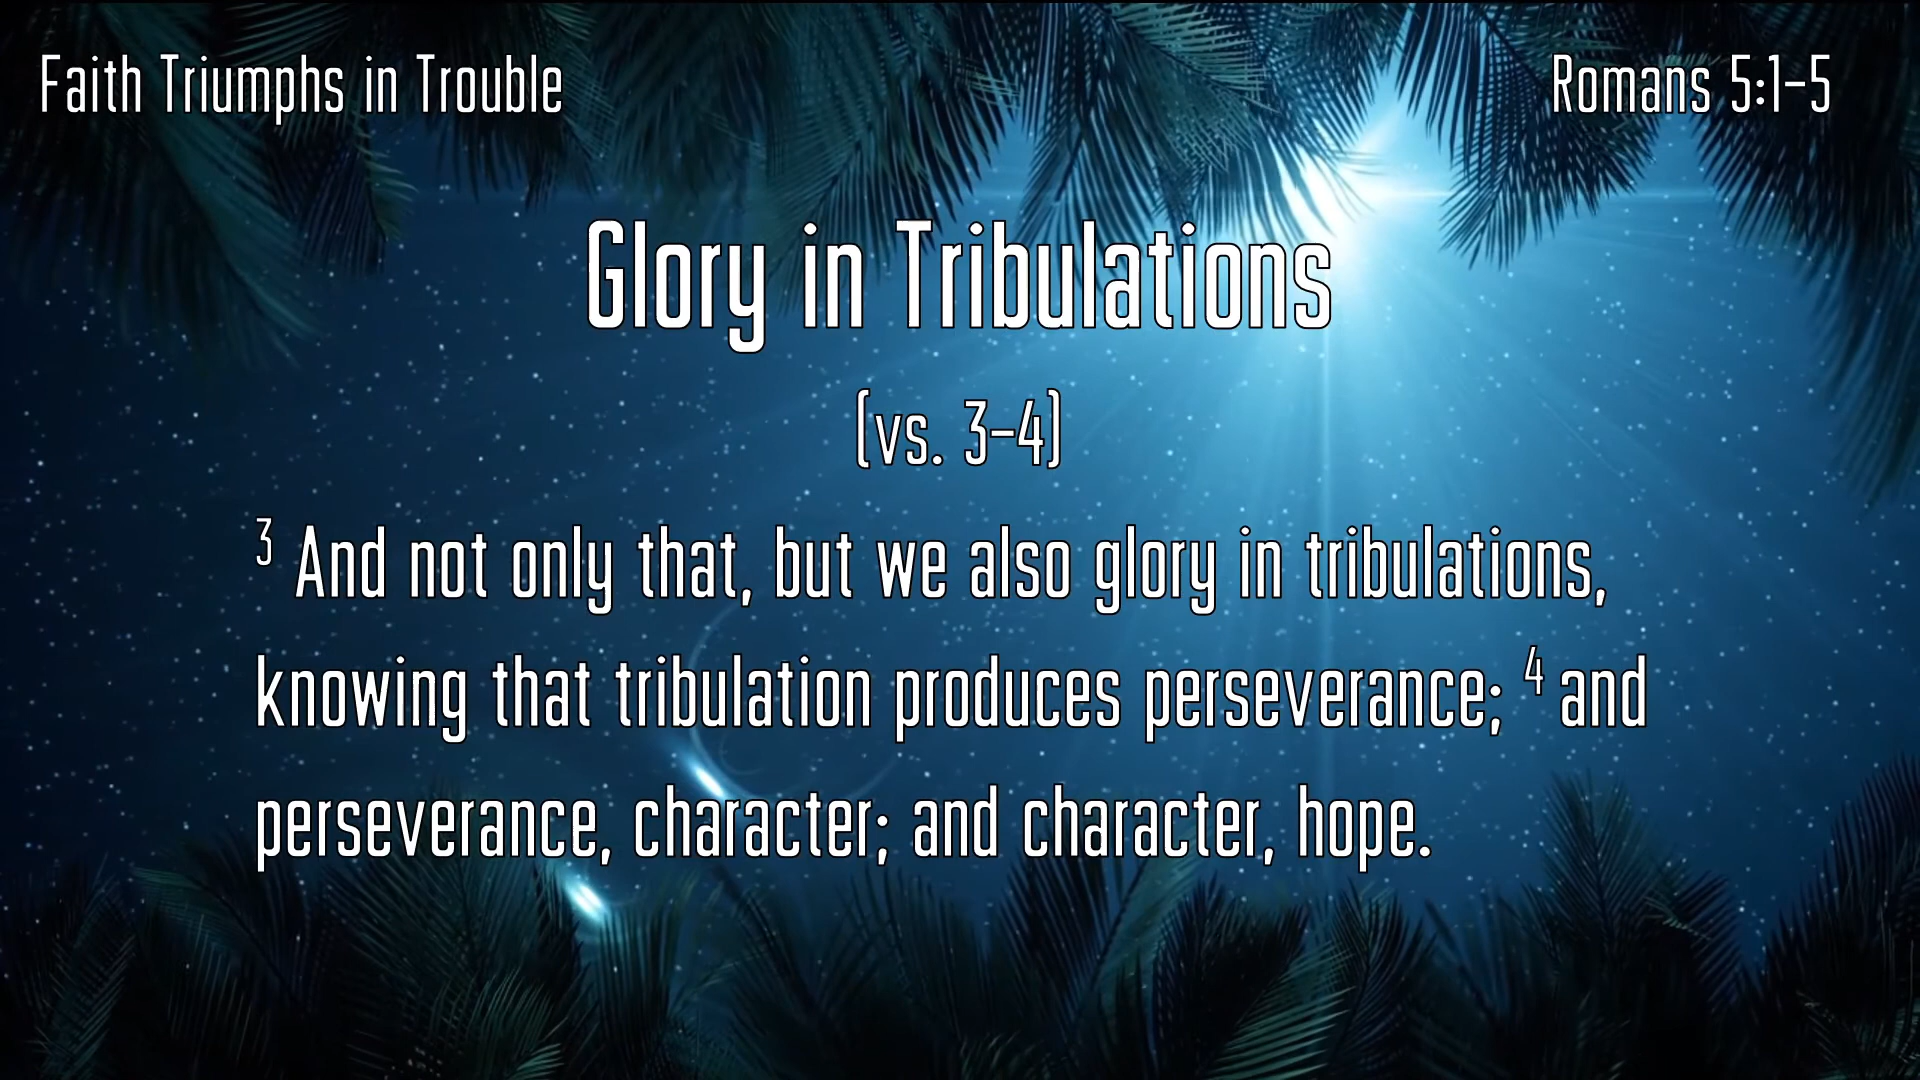 Faith Triumphs in Trouble
Romans 5:1-5
Glory in Tribulations
(vs. 3-4)
3 And not only that, but we also glory in tribulations,
knowing that tribulation produces perseverance; 4 and
perseverance, character; and character, hope.